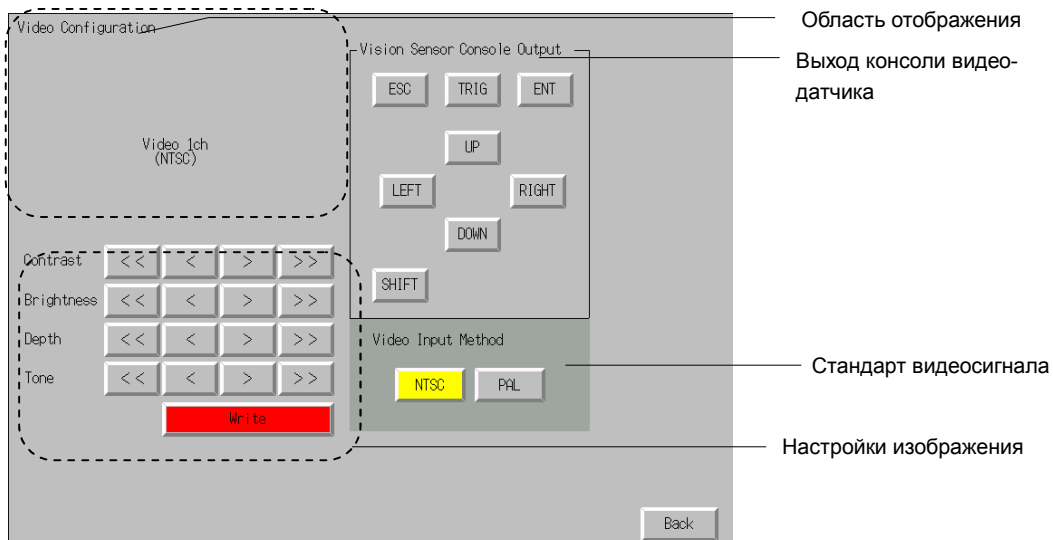 Video Configuration
Video 1ch
(NTSC)
Vision Sensor Console Output
ESC TRIG ENT
UP
LEFT RIGHT
DOWN
SHIFT
Contrast << < > >>
Brightness << < > >>
Depth << < > >>
Tone << < > >>
Write
Video Input Method
NTSC PAL
Back
Область отображения
Выход консоли видео-
датчика
Стандарт видеосигнала
Настройки изображения